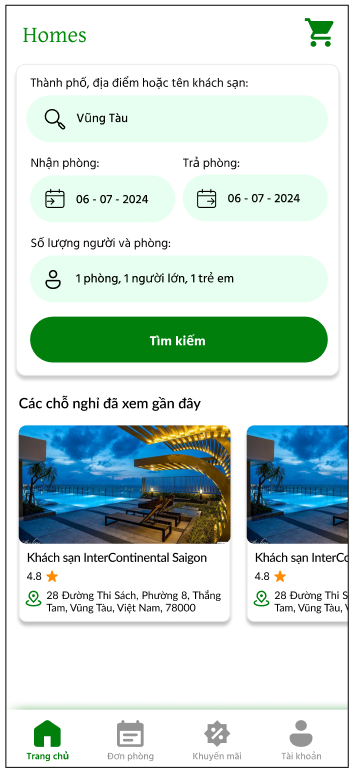 Homes
Thành phố, địa điểm hoặc tên khách sạn:
Vũng Tàu
Nhận phòng:
Trả phòng:
06 - 07 - 2024
06 - 07 - 2024
Số lượng người và phòng:
1 phòng, 1 người lớn, 1 trẻ em
Tìm kiếm
Các chỗ nghỉ đã xem gần đây
Khách sạn InterContinental Saigon
4.8
28 Đường Thi Sách, Phường 8, Thắng
Tam, Vũng Tàu, Việt Nam, 78000
Khách sạn InterCo
4.8
28 Đường Thi S
Tam, Vũng Tàu, V
Trang chủ
Đơn phòng
Khuyến mãi
Tài khoản